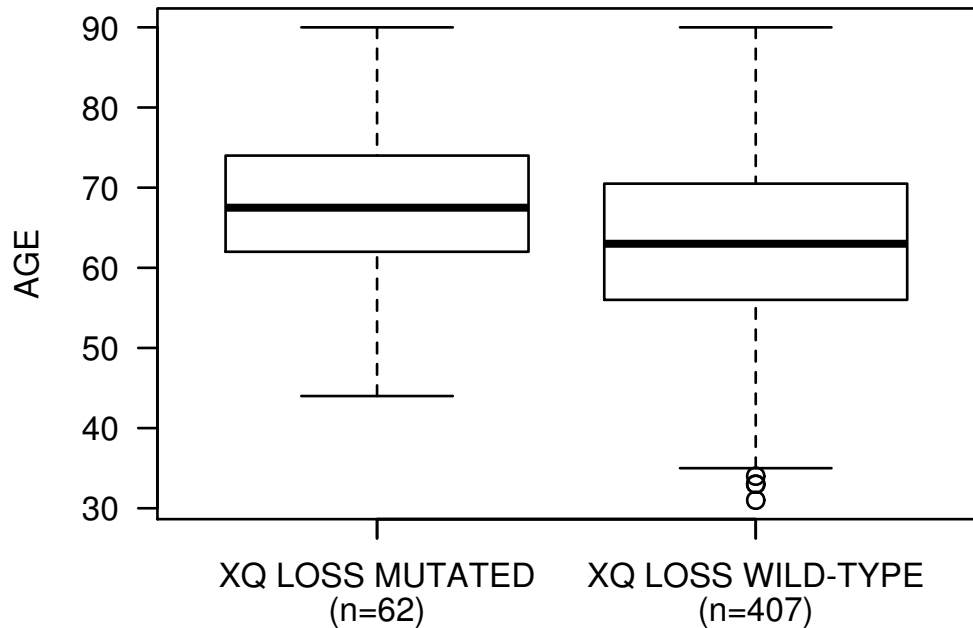 90
80
70
60
50
40
30
AGE
XQ LOSS MUTATED
(n=62)
XQ LOSS WILD-TYPE
(n=407)